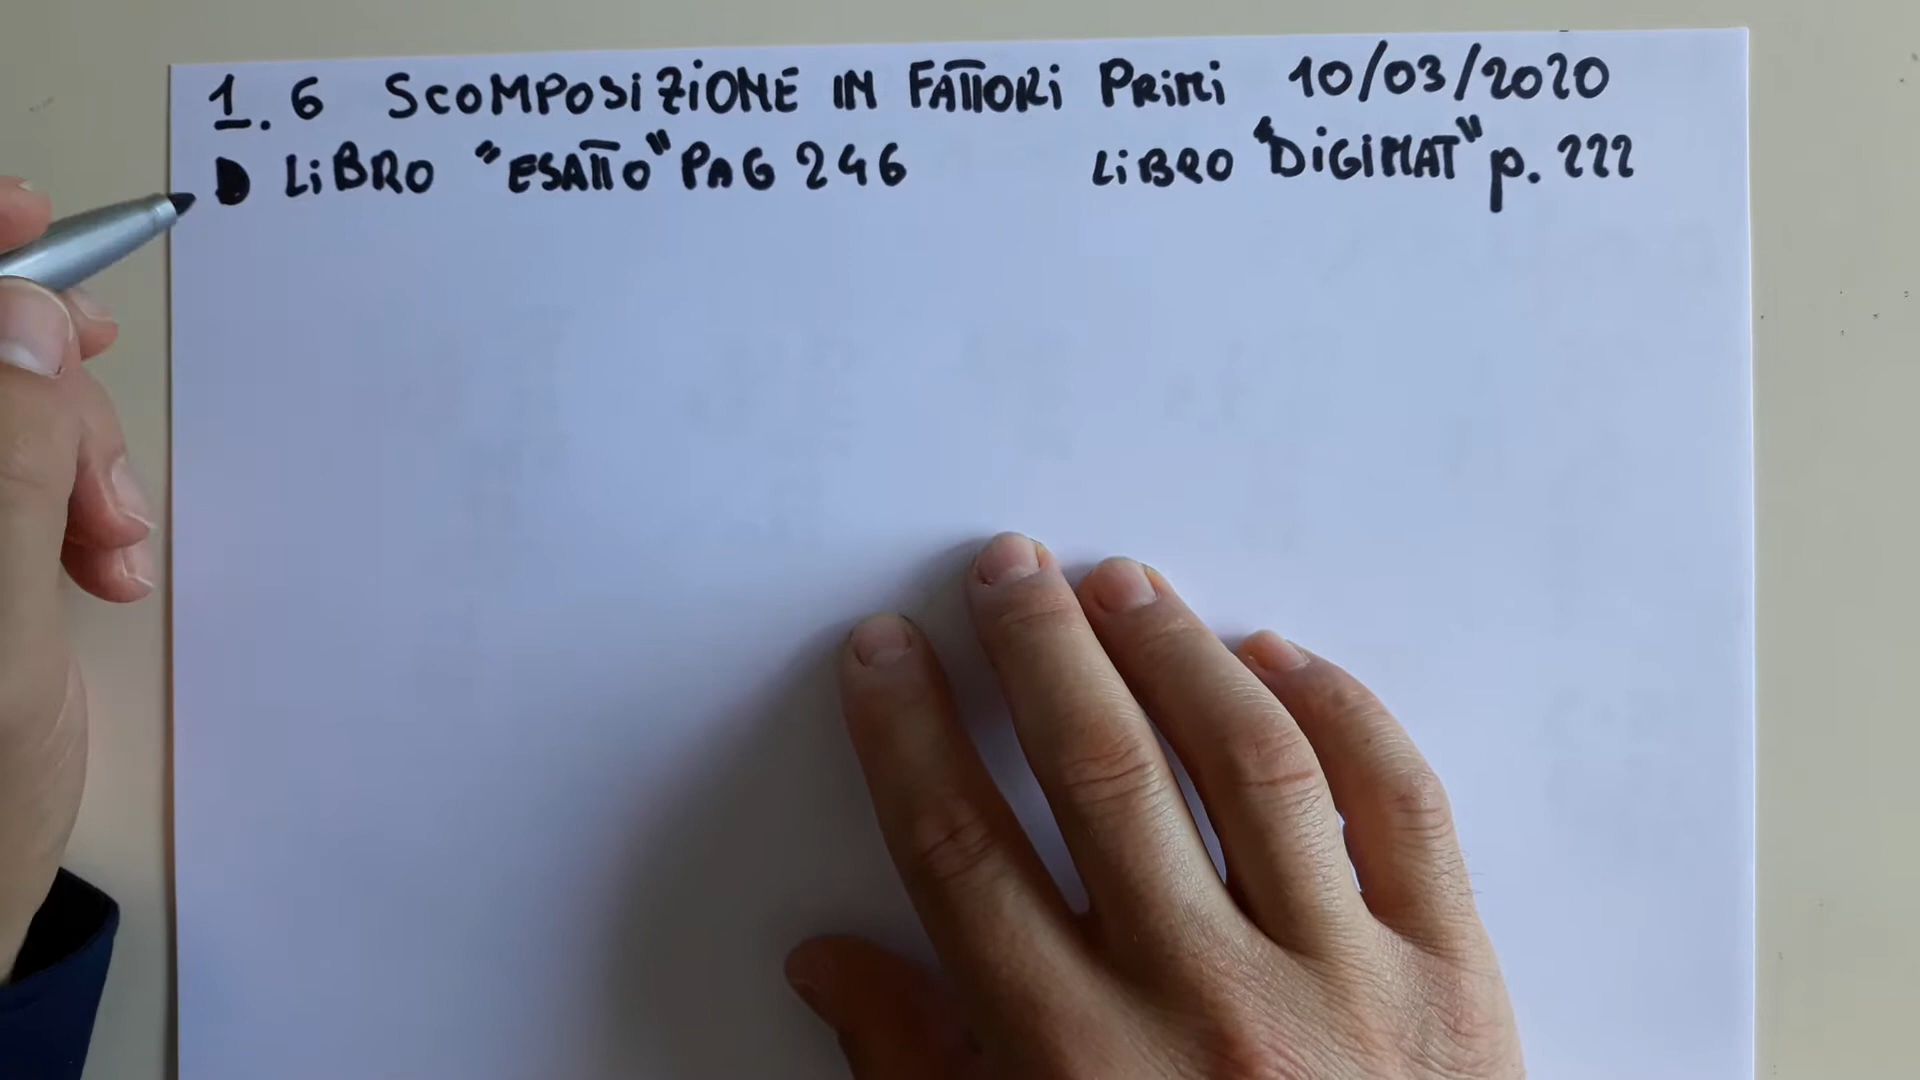 1.6 SCOMPOSIZIONE IN FATTORI PRIMI 10/03/2020
LIBRO "ESATTO" PAG 246 LIBRO "DIGIMAT" p. 222